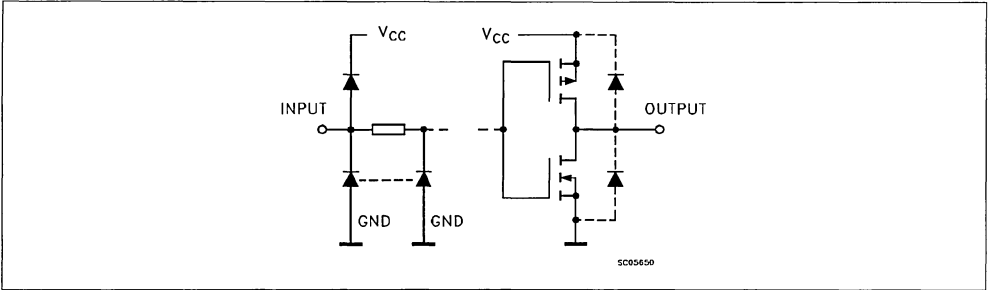 VCC
VCC
INPUT
OUTPUT
GND
GND
SC05650